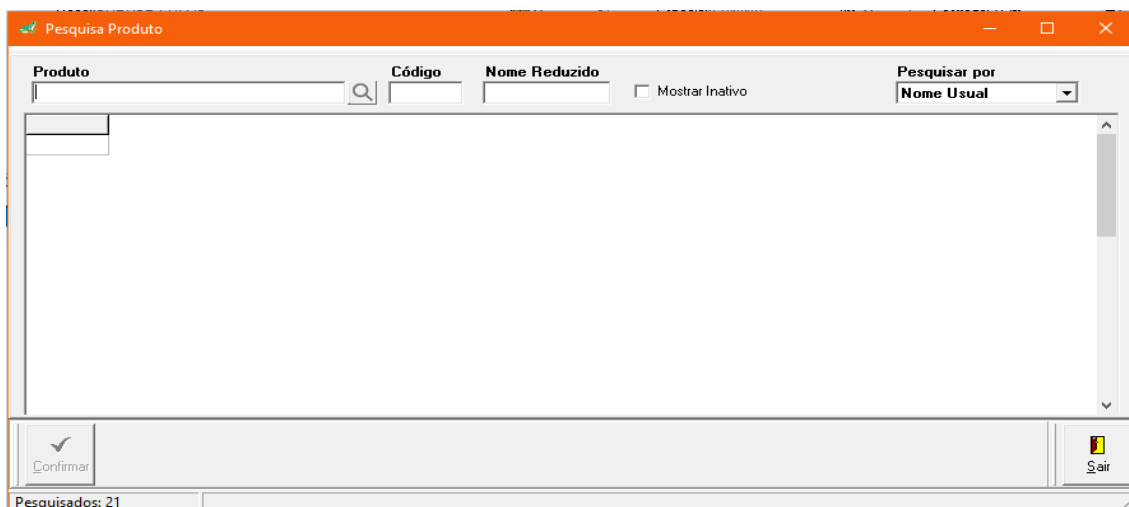 Pesquisa Produto
Produto Código Nome Reduzido Pesquisar por
Mostrar Inativo Nome Usual
Confirmar Sair
Pesquisados: 21